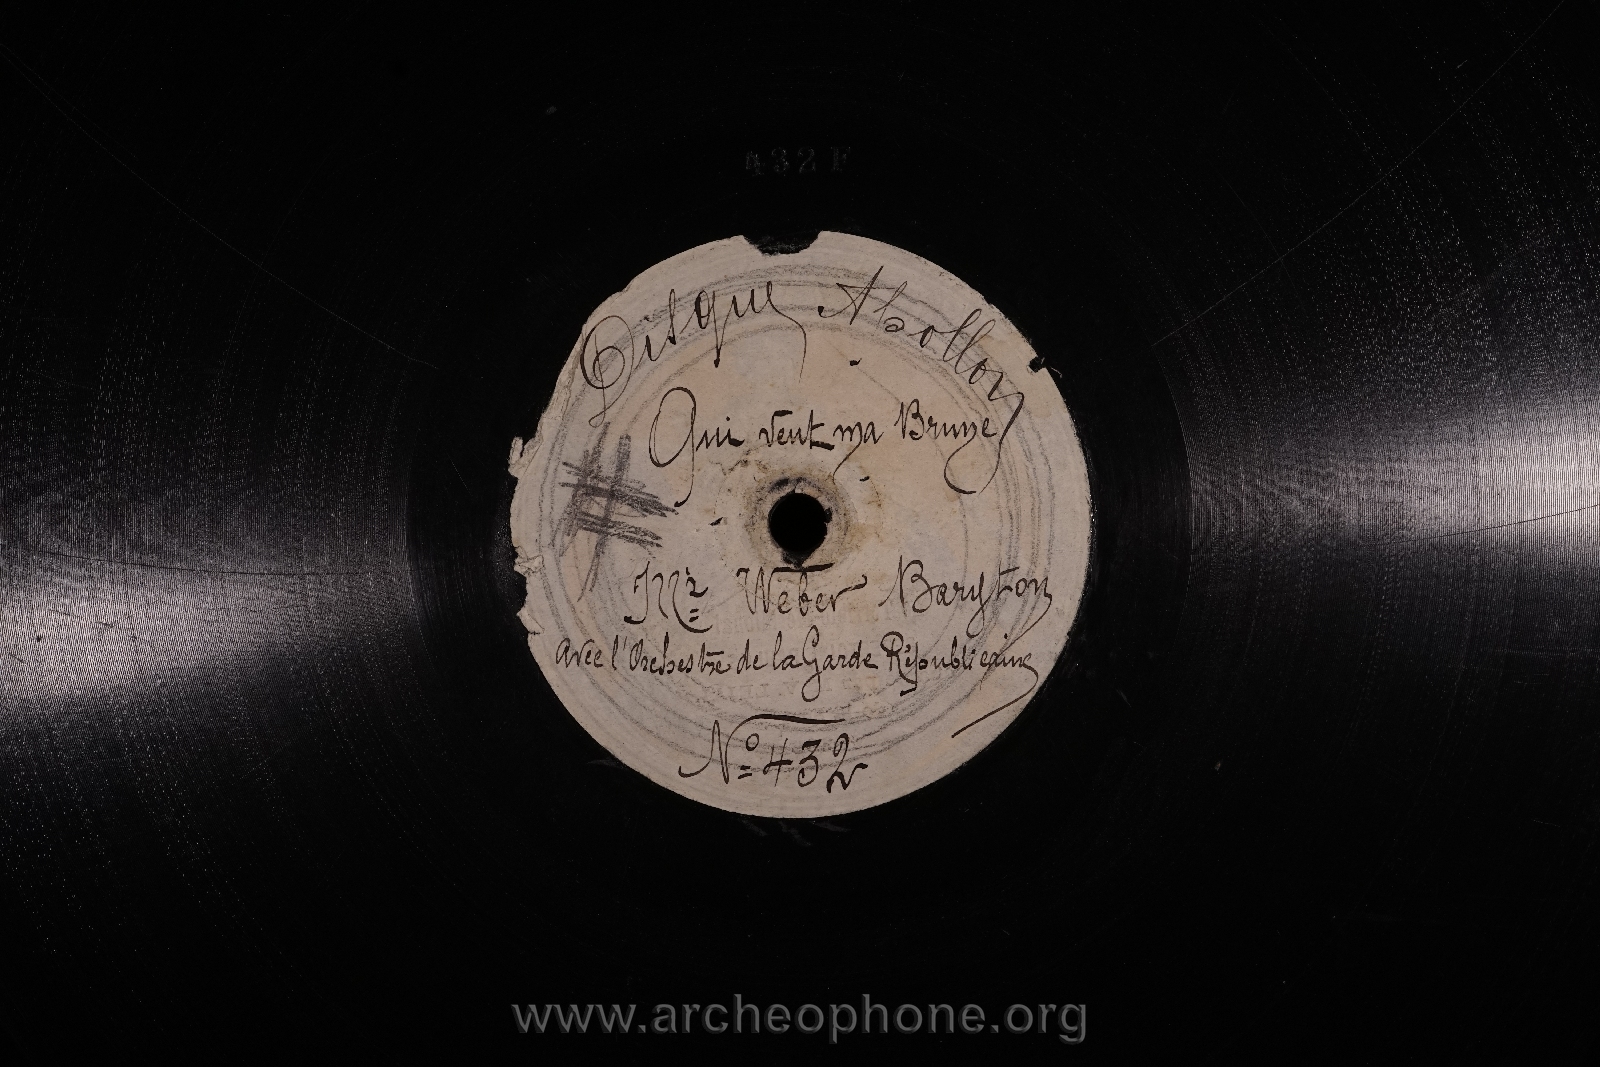 432 F
Disque Apollon
Qui veut ma Brune
Mr Weber Baryton
avec l'Orchestre de la Garde Républicaine
No 432
www.archeophone.org